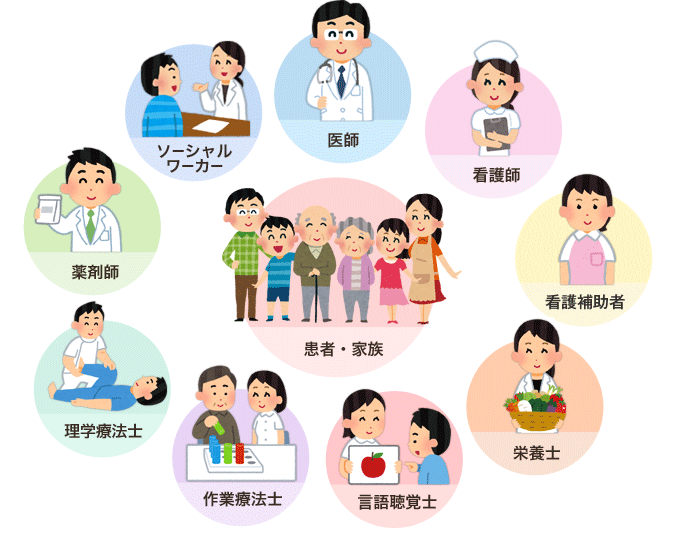 医師
看護師
看護補助者
栄養士
言語聴覚士
作業療法士
理学療法士
薬剤師
ソーシャル
ワーカー
患者・家族